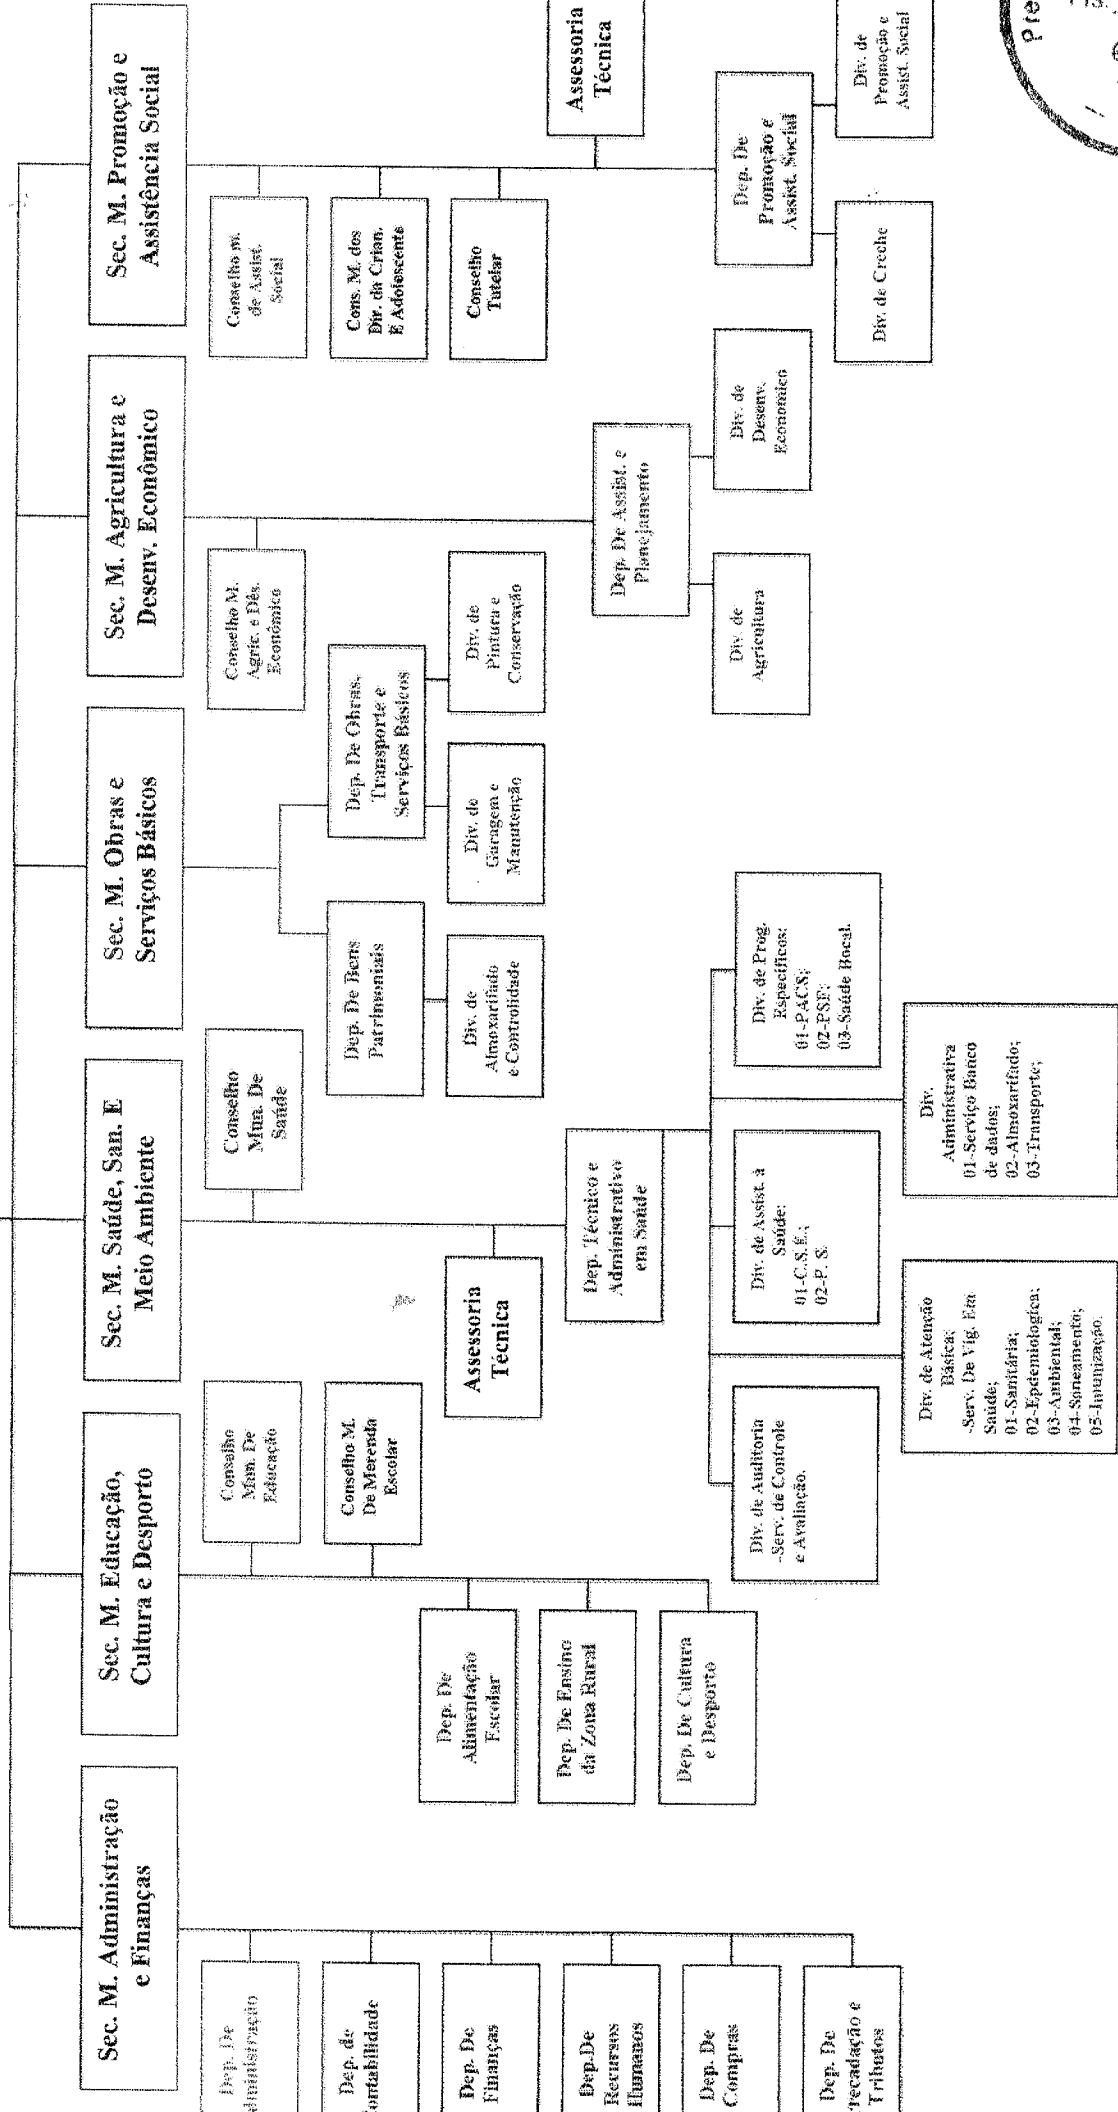 Sec. M. Administração
e Finanças
Sec. M. Educação,
Cultura e Desporto
Sec. M. Saúde, San. E
Meio Ambiente
Sec. M. Obras e
Serviços Básicos
Sec. M. Agricultura e
Desenv. Econômico
Sec. M. Promoção e
Assistência Social
Dep. De
dministração
Dep. de
ontabilidade
Dep. De
Finanças
Dep.De
Recursos
Humanos
Dep. De
Compras
Dep. De
recadação e
Tributos
Conselho
Mun. De
Educação
Conselho M.
De Merenda
Escolar
Dep. De
Alimentação
Escolar
Dep. De Ensino
da Zona Rural
Dep. De Cultura
e Desporto
Conselho
Mun. De
Saúde
Assessoria
Técnica
Dep. Técnico e
Administrativo
em Saúde
Div. de Auditoria
-Serv. de Controle
e Avaliação.
Div. de Assist. à
Saúde:
01-C.S.E.;
02-P. S.
Div. de Prog.
Específicos:
01-PACS;
02-PSF;
03-Saúde Bocal.
Div. de Atenção
Básica;
-Serv. De Vig. Em
Saúde;
01-Sanitária;
02-Epdemiologica;
03-Ambiental;
04-Saneamento;
05-Imunização.
Div.
Administrativa
01-Serviço Banco
de dados;
02-Almoxarifado;
03-Transporte;
Dep. De Bens
Patrimoniais
Dep. De Obras,
Transporte e
Serviços Básicos
Div. de
Almoxarifado
e Controlidade
Div. de
Garagem e
Manutenção
Div. de
Pintura e
Conservação
Conselho M.
Agric. e Dês.
Econômico
Dep. De Assist. e
Planejamento
Div. de
Agricultura
Div. de
Desenv.
Econômico
Conselho m.
de Assist.
Social
Cons. M. dos
Dir. da Crian.
E Adolescente
Conselho
Tutelar
Assessoria
Técnica
Dep. De
Promoção e
Assist. Social
Div. de Creche
Div. de
Promoção e
Assist. Social
Pre